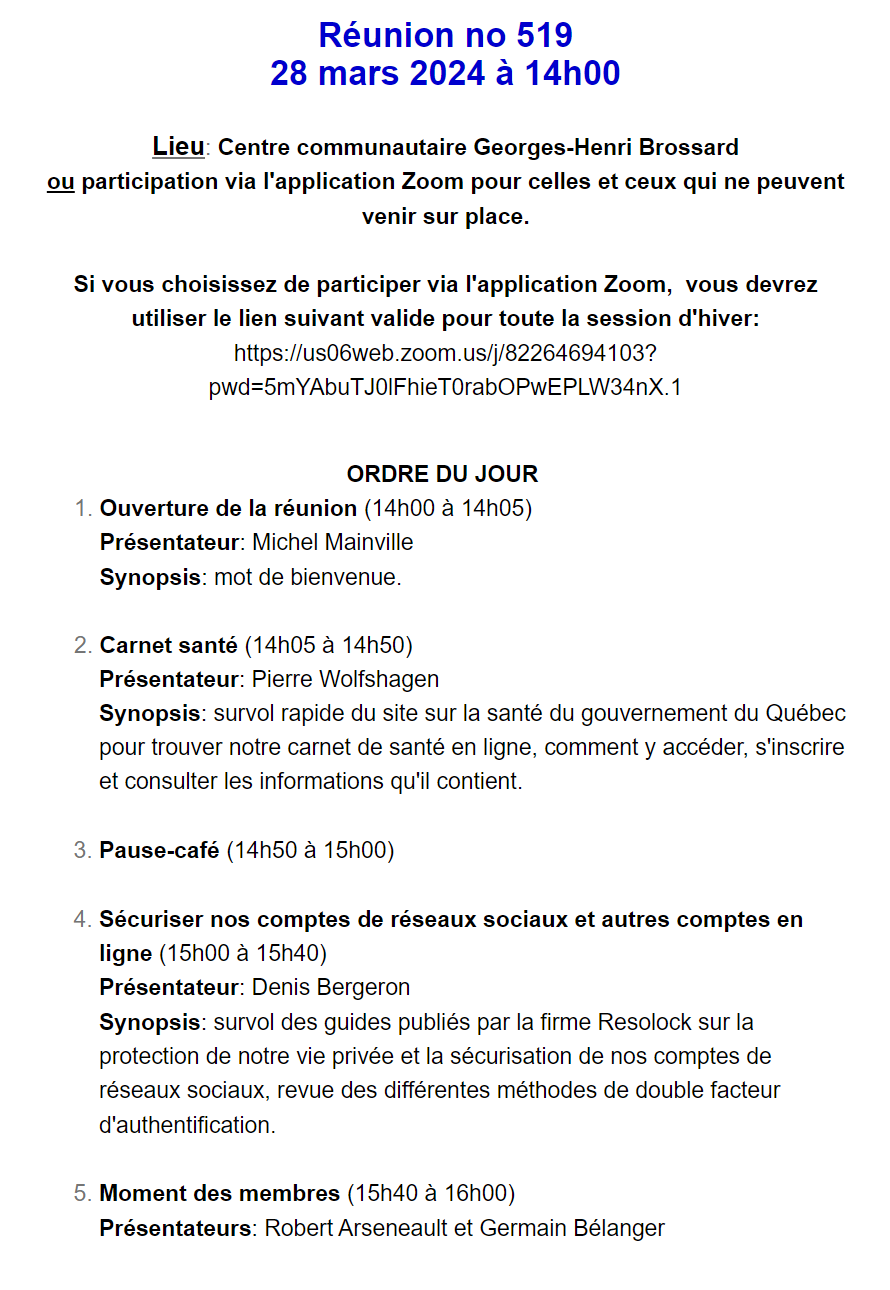 Réunion no 519
28 mars 2024 à 14h00
Lieu: Centre communautaire Georges-Henri Brossard
ou participation via l'application Zoom pour celles et ceux qui ne peuvent
venir sur place.
Si vous choisissez de participer via l'application Zoom,  vous devrez
utiliser le lien suivant valide pour toute la session d'hiver:
https://us06web.zoom.us/j/82264694103?
pwd=5mYAbuTJ0lFhieT0rabOPwEPLW34nX.1
ORDRE DU JOUR
1. Ouverture de la réunion (14h00 à 14h05)
Présentateur: Michel Mainville
Synopsis: mot de bienvenue.
2. Carnet santé (14h05 à 14h50)
Présentateur: Pierre Wolfshagen
Synopsis: survol rapide du site sur la santé du gouvernement du Québec
pour trouver notre carnet de santé en ligne, comment y accéder, s'inscrire
et consulter les informations qu'il contient.
3. Pause-café (14h50 à 15h00)
4. Sécuriser nos comptes de réseaux sociaux et autres comptes en
ligne (15h00 à 15h40)
Présentateur: Denis Bergeron
Synopsis: survol des guides publiés par la firme Resolock sur la
protection de notre vie privée et la sécurisation de nos comptes de
réseaux sociaux, revue des différentes méthodes de double facteur
d'authentification.
5. Moment des membres (15h40 à 16h00)
Présentateurs: Robert Arseneault et Germain Bélanger